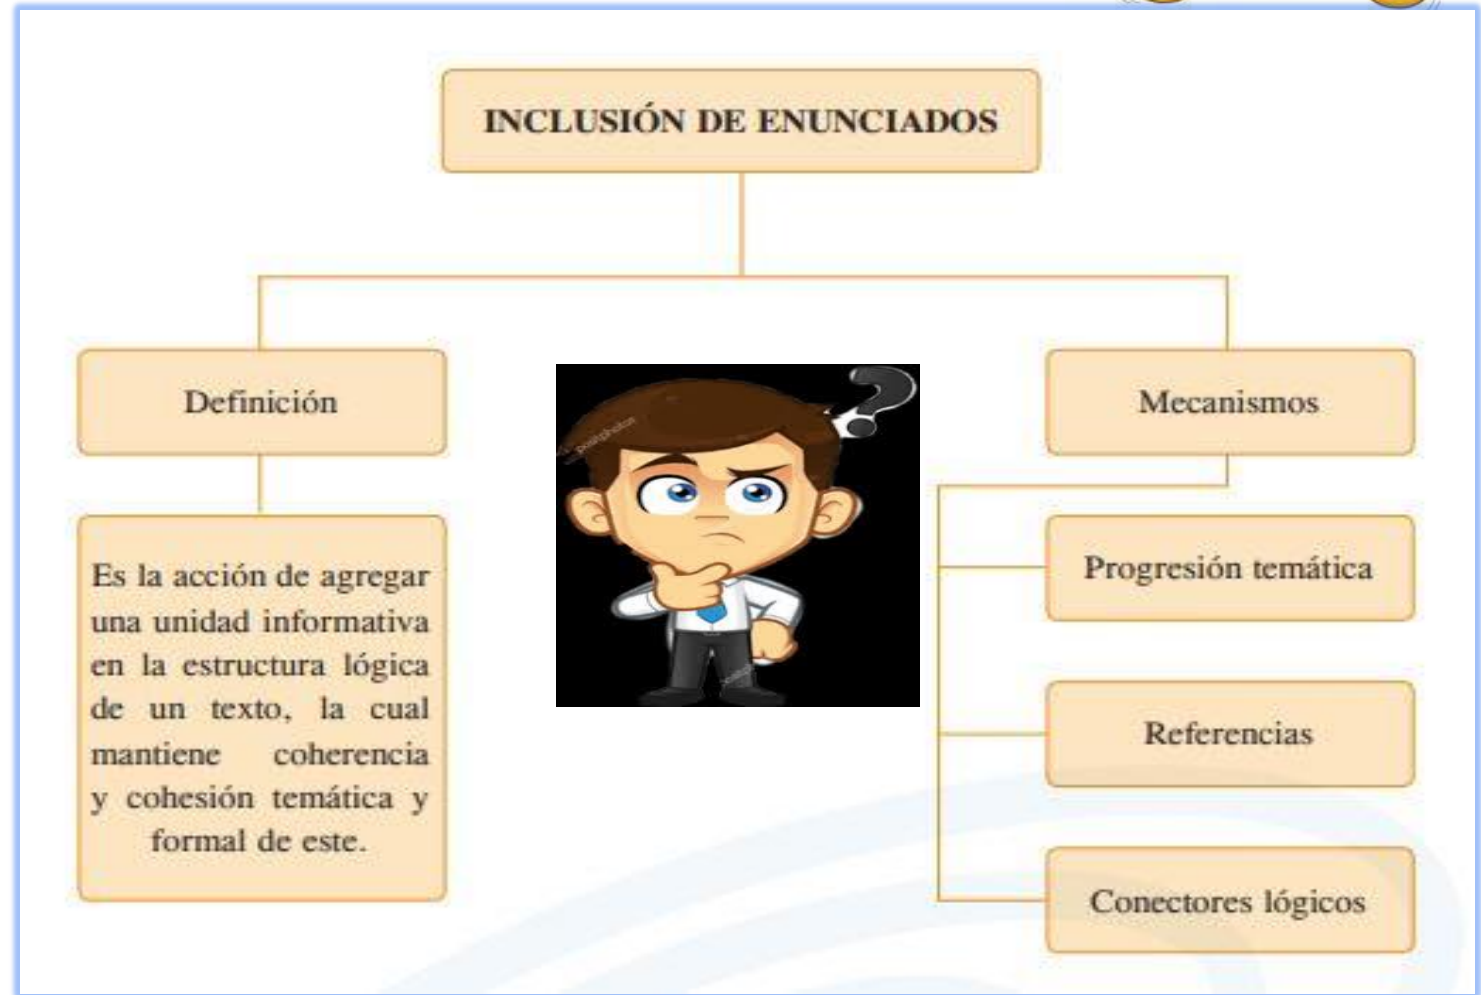 INCLUSIÓN DE ENUNCIADOS
Definición
Es la acción de agregar
una unidad informativa
en la estructura lógica
de un texto, la cual
mantiene coherencia
y cohesión temática y
formal de este.
Mecanismos
Progresión temática
Referencias
Conectores lógicos